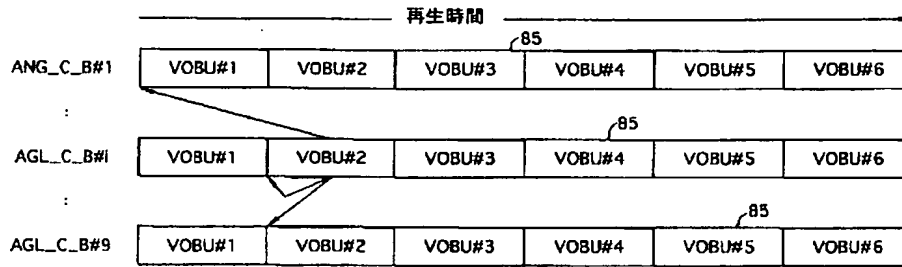 再生時間
85
ANG_C_B#1 VOBU#1 VOBU#2 VOBU#3 VOBU#4 VOBU#5 VOBU#6
:
85
AGL_C_B#i VOBU#1 VOBU#2 VOBU#3 VOBU#4 VOBU#5 VOBU#6
:
85
AGL_C_B#9 VOBU#1 VOBU#2 VOBU#3 VOBU#4 VOBU#5 VOBU#6